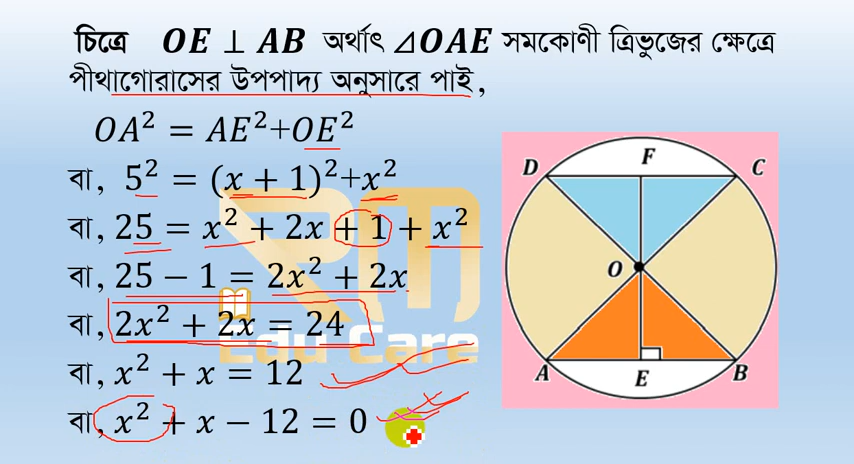 চিত্রে OE ⊥ AB অর্থাৎ ⊿OAE সমকোণী ত্রিভুজের ক্ষেত্রে
পীথাগোরাসের উপপাদ্য অনুসারে পাই,
OA² = AE²+OE²
বা, 5² = (x + 1)²+x²
বা, 25 = x² + 2x + 1 + x²
বা, 25 − 1 = 2x² + 2x
বা, 2x² + 2x = 24
বা, x² + x = 12
বা, x² + x − 12 = 0
D F C
O
A E B
RM
Edu Care